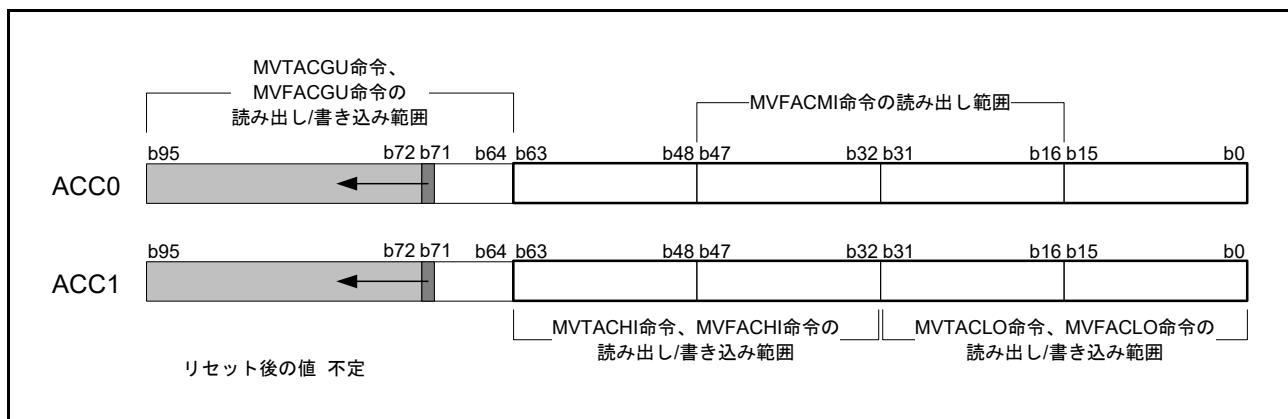 MVTACGU命令、
MVFACGU命令の
読み出し/書き込み範囲
MVFACMI命令の読み出し範囲
b95 b72 b71 b64 b63 b48 b47 b32 b31 b16 b15 b0
ACC0
b95 b72 b71 b64 b63 b48 b47 b32 b31 b16 b15 b0
ACC1
MVTACHI命令、MVFACHI命令の
読み出し/書き込み範囲
MVTACLO命令、MVFACLO命令の
読み出し/書き込み範囲
リセット後の値 不定